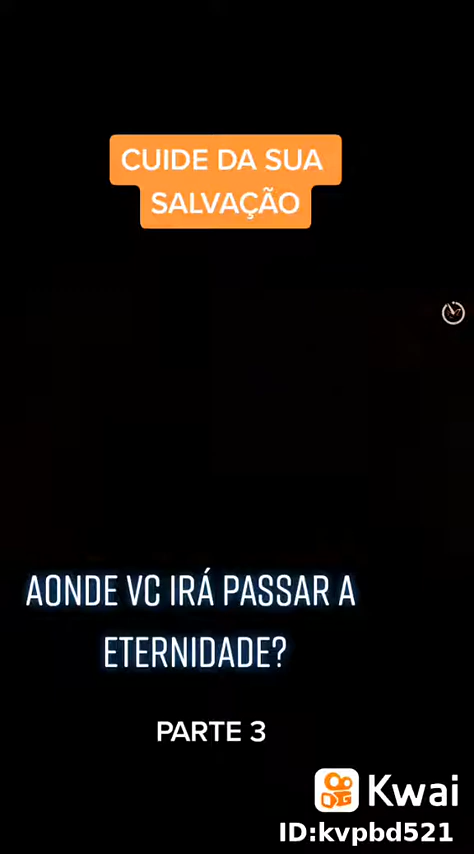 CUIDE DA SUA
SALVAÇÃO
AONDE VC IRÁ PASSAR A
ETERNIDADE?
PARTE 3
Kwai
ID:kvpbd521